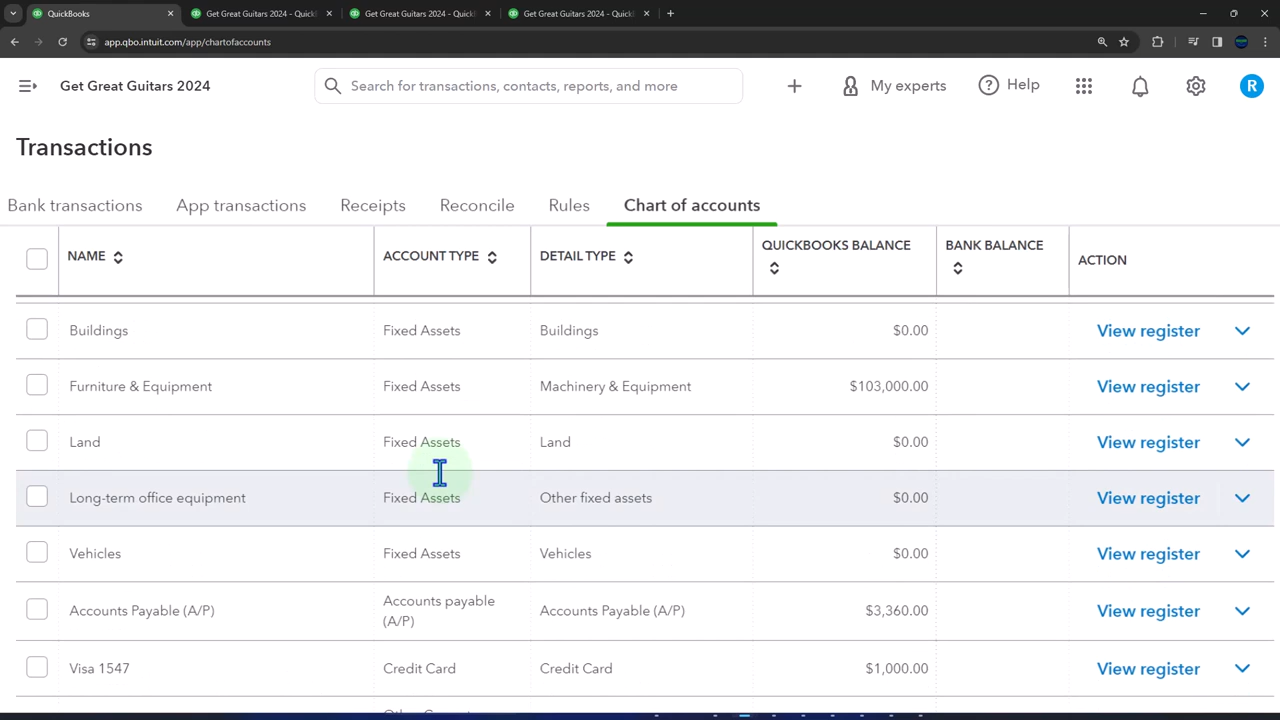 QuickBooks
Get Great Guitars 2024 - Quick
Get Great Guitars 2024 - Quick
Get Great Guitars 2024 - Quick
app.qbo.intuit.com/app/chartofaccounts
Get Great Guitars 2024
Search for transactions, contacts, reports, and more
My experts
Help
R
Transactions
Bank transactions
App transactions
Receipts
Reconcile
Rules
Chart of accounts
NAME
ACCOUNT TYPE
DETAIL TYPE
QUICKBOOKS BALANCE
BANK BALANCE
ACTION
Buildings Fixed Assets Buildings $0.00 View register
Furniture & Equipment Fixed Assets Machinery & Equipment $103,000.00 View register
Land Fixed Assets Land $0.00 View register
Long-term office equipment Fixed Assets Other fixed assets $0.00 View register
Vehicles Fixed Assets Vehicles $0.00 View register
Accounts Payable (A/P) Accounts payable
(A/P) Accounts Payable (A/P) $3,360.00 View register
Visa 1547 Credit Card Credit Card $1,000.00 View register